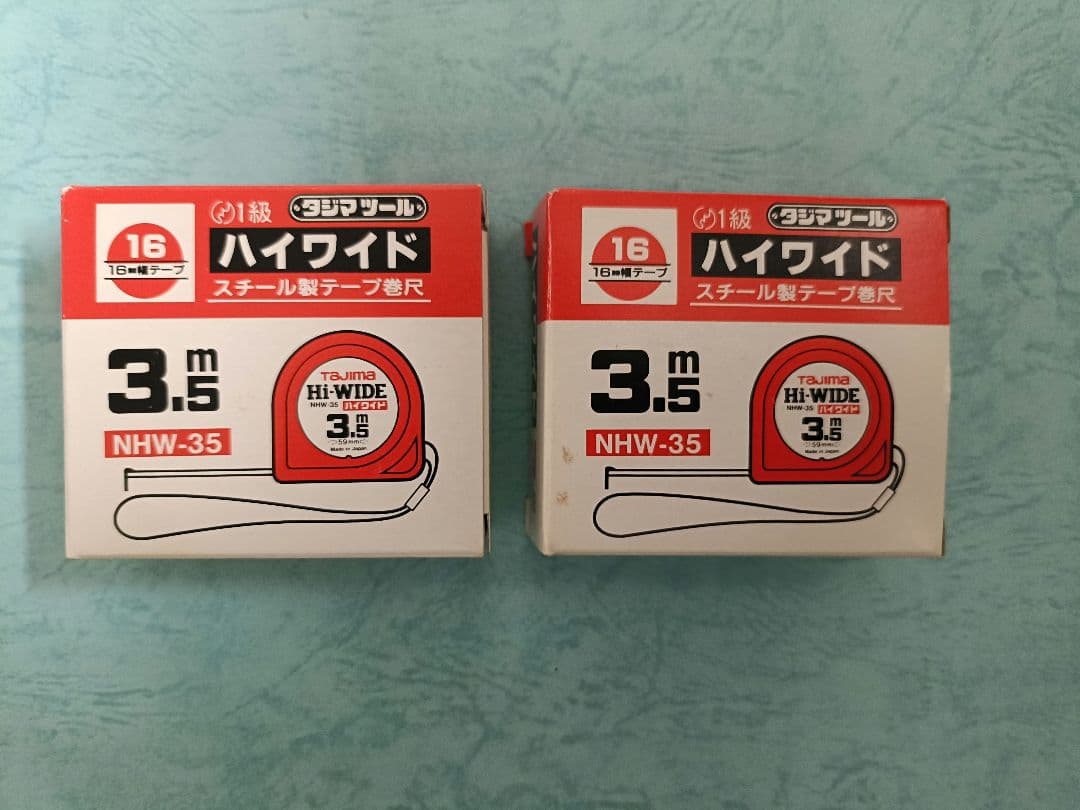 16
16mm幅テープ
1級 タジマツール
ハイワイド
スチール製テープ巻尺
3.5m
NHW-35
TAJIMA
Hi-WIDE
NHW-35 ハイワイド
3.5m
59mm
Made in Japan
16
16mm幅テープ
1級 タジマツール
ハイワイド
スチール製テープ巻尺
3.5m
NHW-35
TAJIMA
Hi-WIDE
NHW-35 ハイワイド
3.5m
59mm
Made in Japan